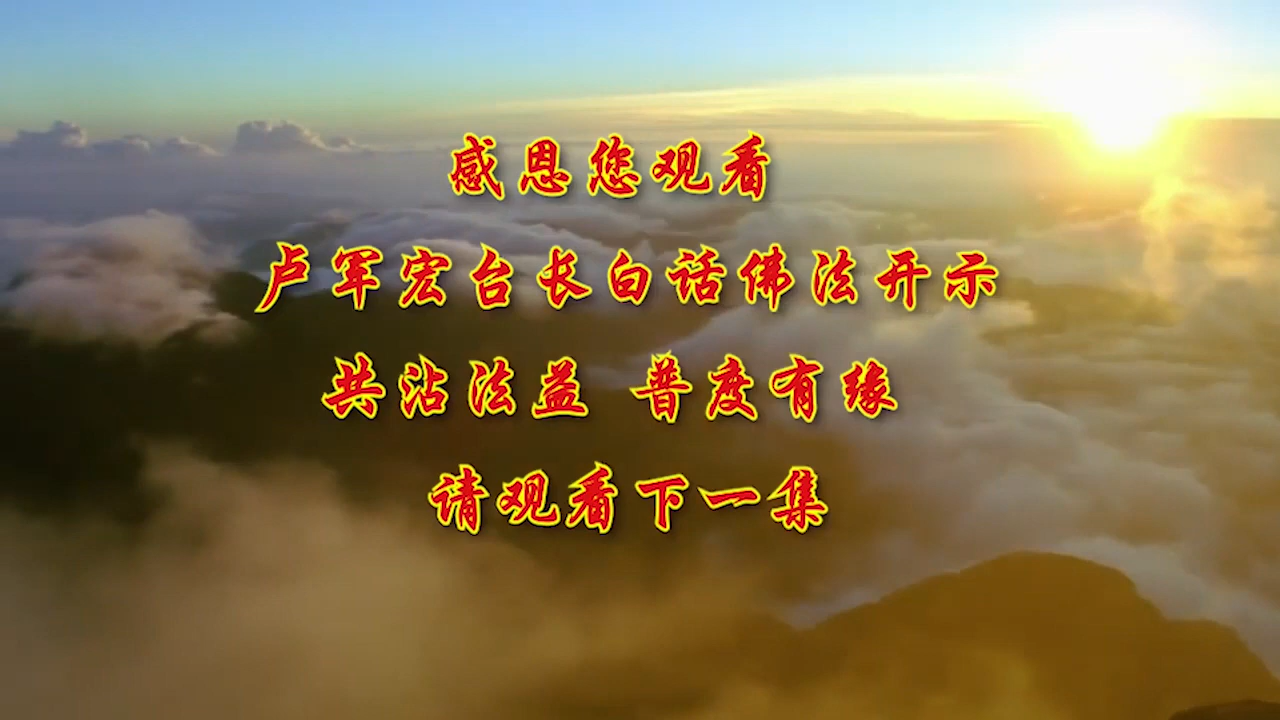 感恩您观看
卢军宏台长白话佛法开示
共沾法益 普度有缘
请观看下一集